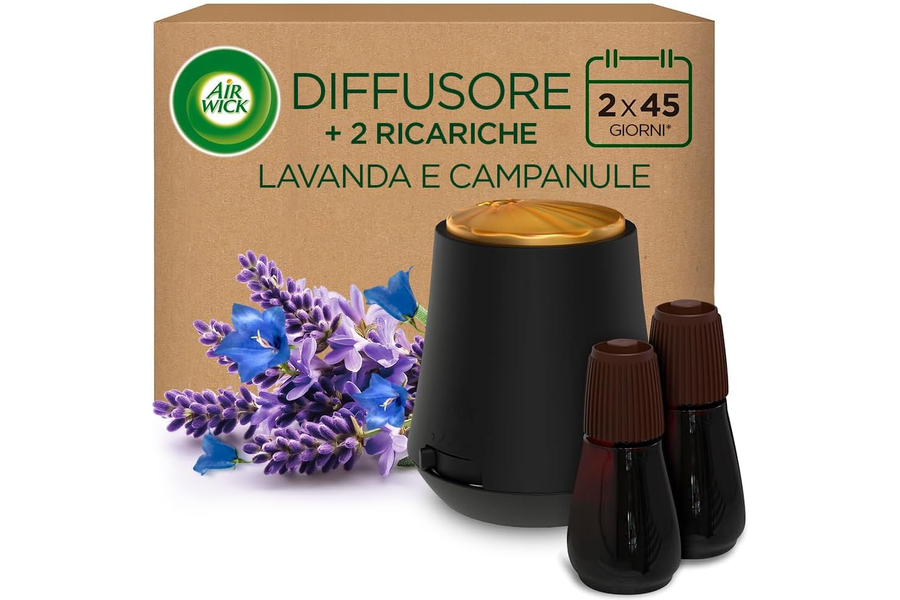 AIR
WICK
DIFFUSORE
+ 2 RICARICHE
LAVANDA E CAMPANULE
2 x 45
GIORNI*